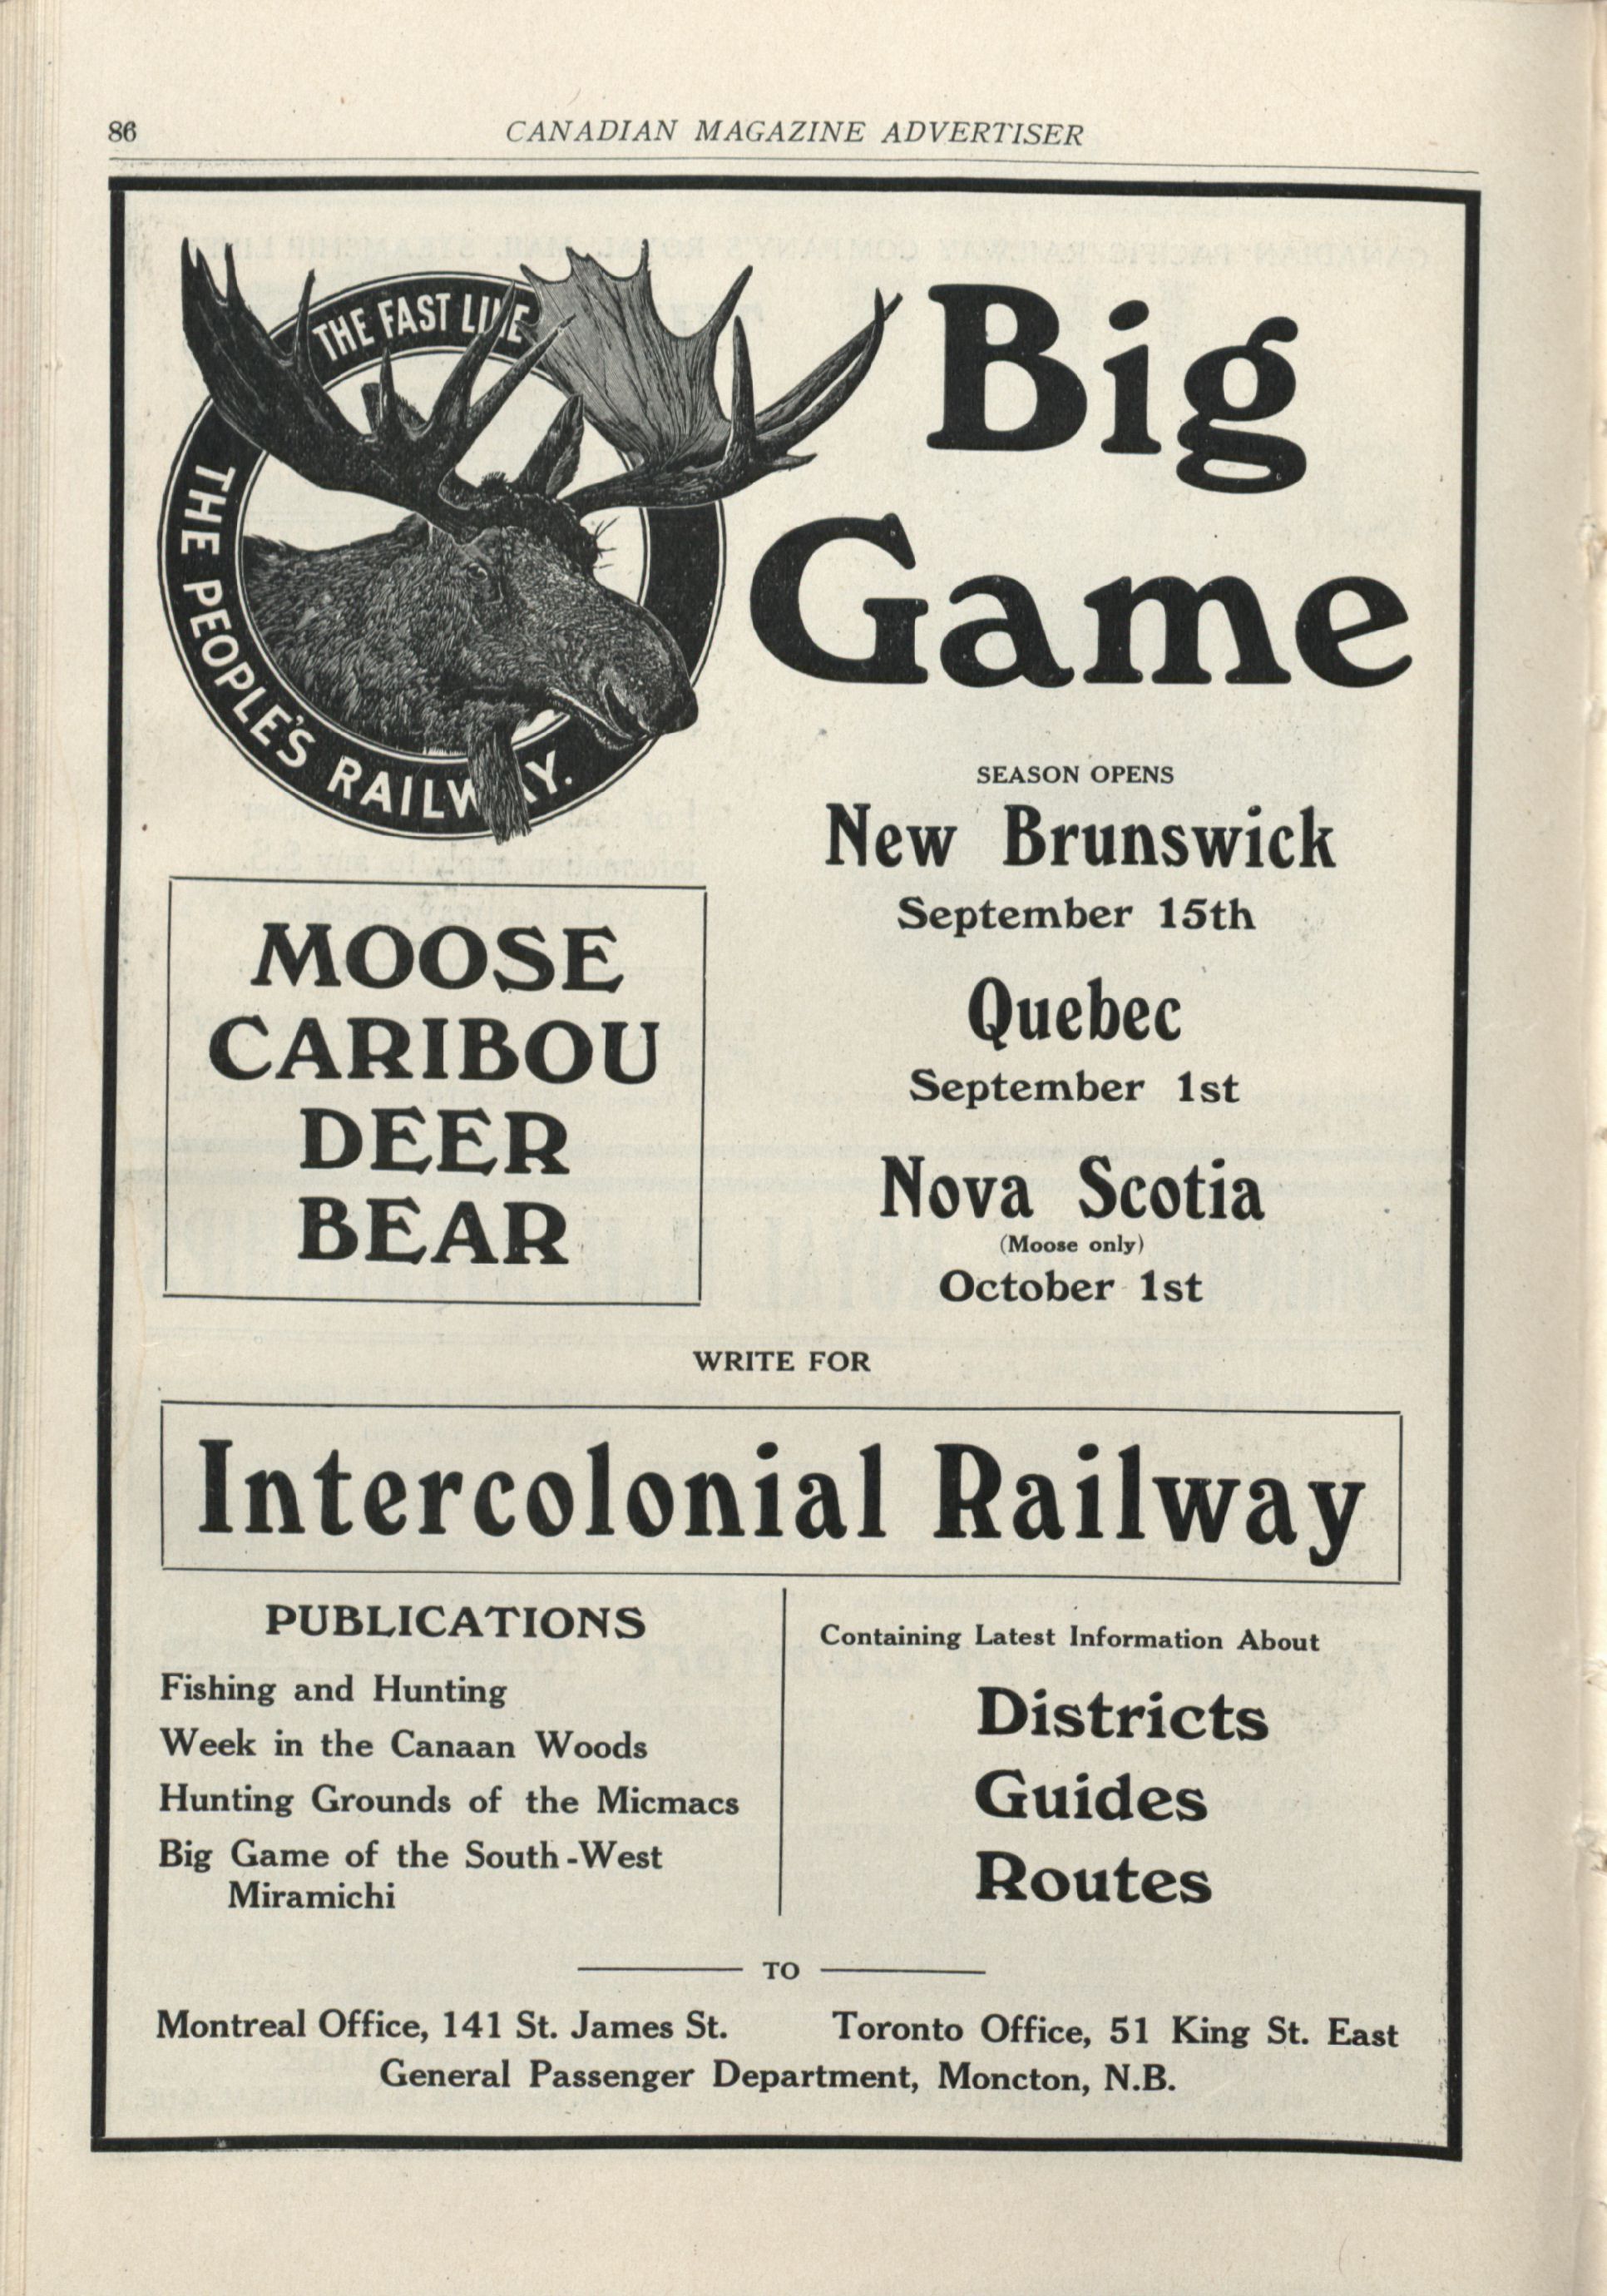 86
CANADIAN MAGAZINE ADVERTISER
THE FAST LINE
THE PEOPLE'S RAILWAY.
Big
Game
SEASON OPENS
New Brunswick
September 15th
Quebec
September 1st
Nova Scotia
(Moose only)
October 1st
MOOSE
CARIBOU
DEER
BEAR
WRITE FOR
Intercolonial Railway
PUBLICATIONS
Fishing and Hunting
Week in the Canaan Woods
Hunting Grounds of the Micmacs
Big Game of the South-West
Miramichi
Containing Latest Information About
Districts
Guides
Routes
TO
Montreal Office, 141 St. James St. Toronto Office, 51 King St. East
General Passenger Department, Moncton, N.B.